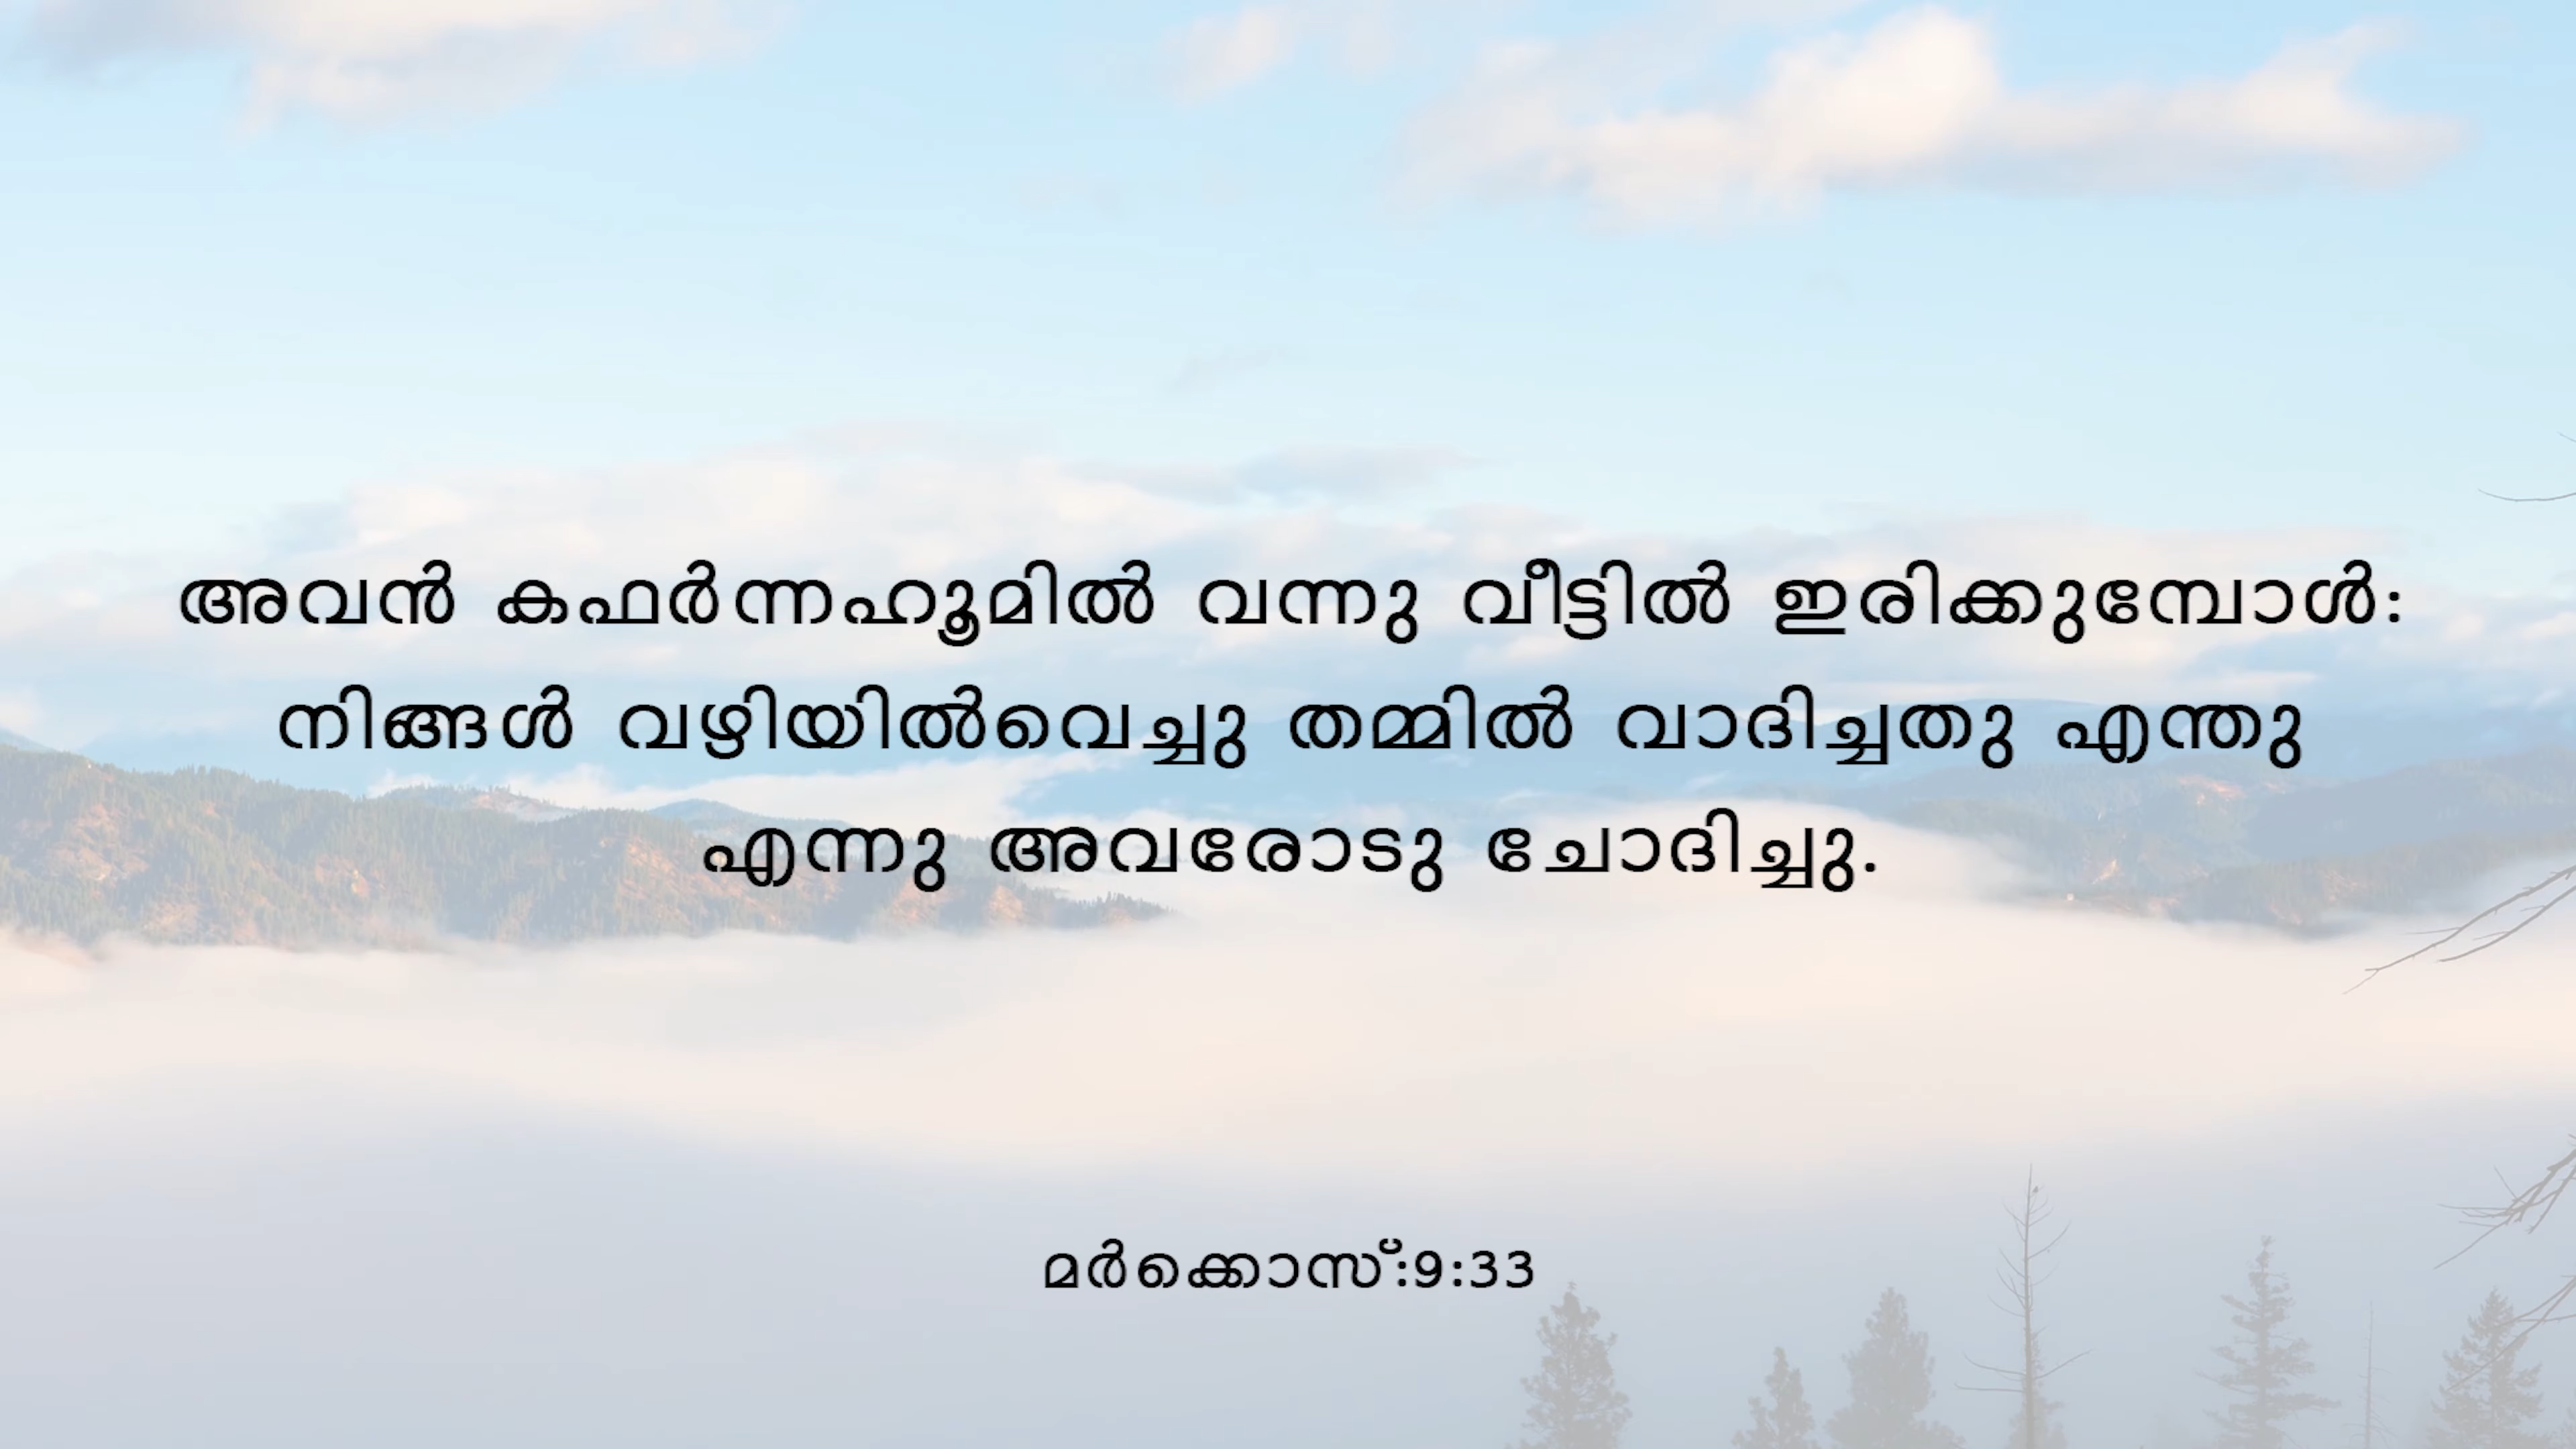 അവൻ കഫർന്നഹൂമിൽ വന്നു വീട്ടിൽ ഇരിക്കുമ്പോൾ:
നിങ്ങൾ വഴിയിൽവെച്ചു തമ്മിൽ വാദിച്ചതു എന്തു
എന്നു അവരോടു ചോദിച്ചു.
മർക്കൊസ്:9:33